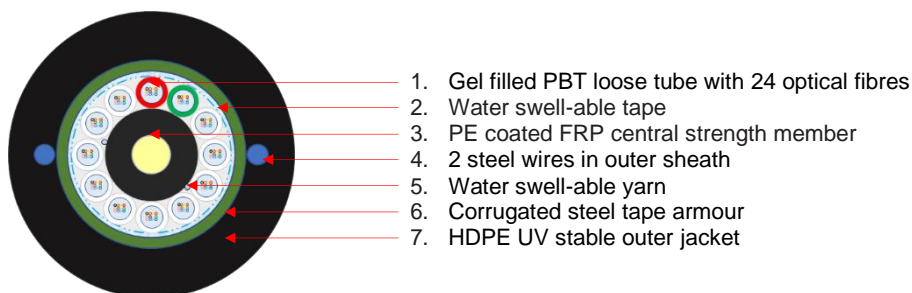 1. Gel filled PBT loose tube with 24 optical fibres
2. Water swell-able tape
3. PE coated FRP central strength member
4. 2 steel wires in outer sheath
5. Water swell-able yarn
6. Corrugated steel tape armour
7. HDPE UV stable outer jacket